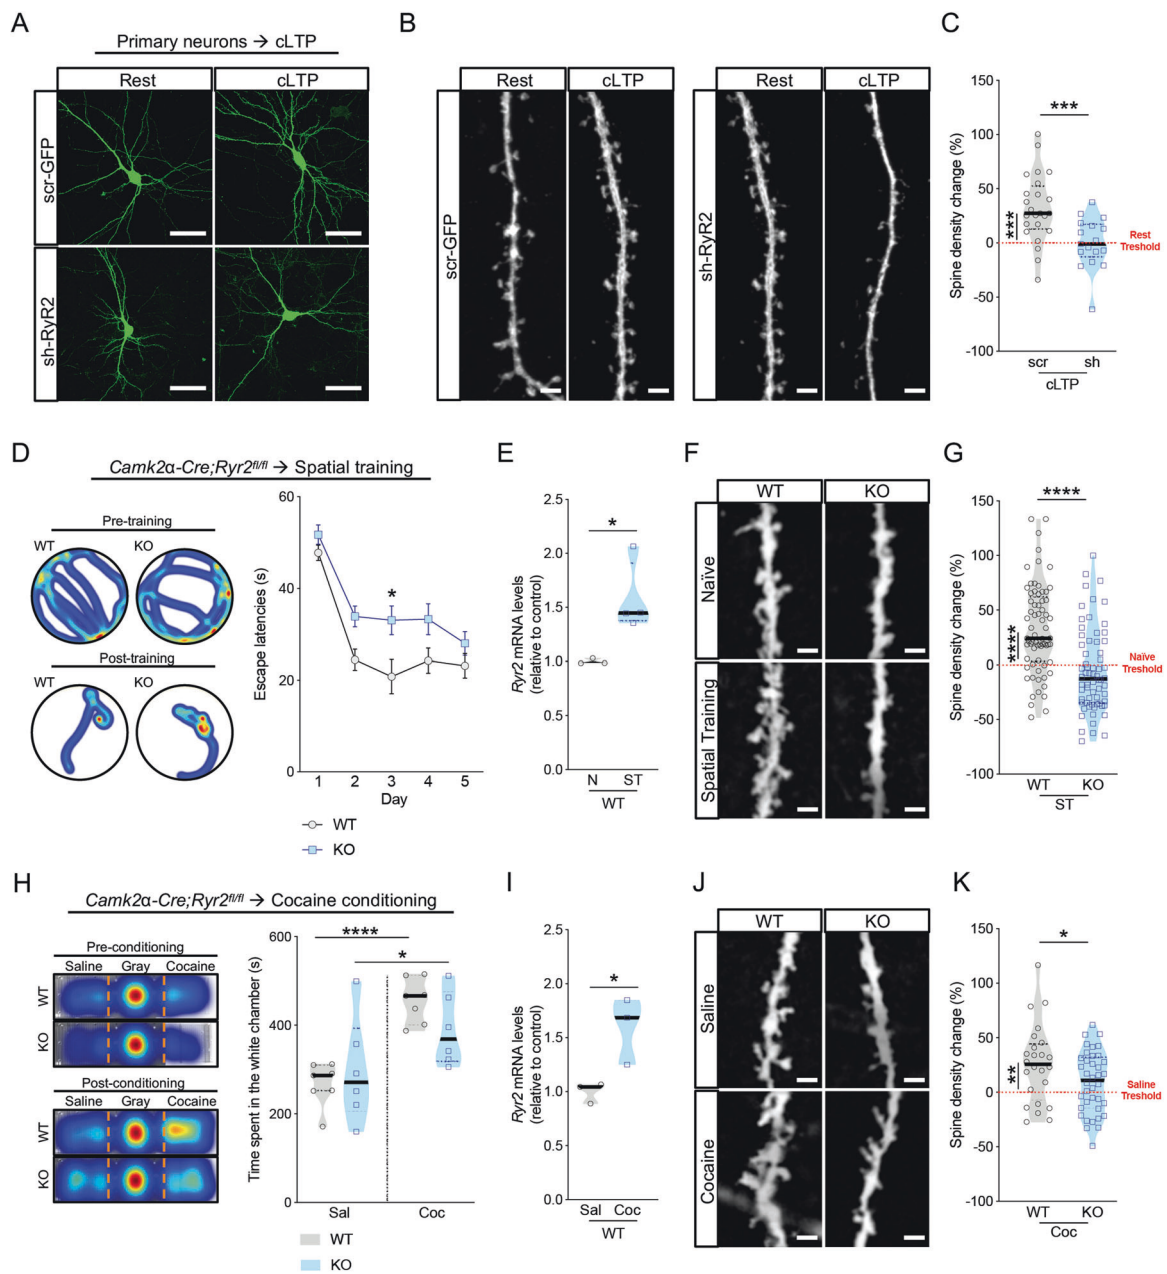 A
Primary neurons → cLTP
Rest
cLTP
scr-GFP
sh-RyR2
B
Rest
cLTP
scr-GFP
Rest
cLTP
sh-RyR2
C
Spine density change (%)
150
100
50
0
-50
-100
***
***
Rest
Treshold
scr
sh
cLTP
D
Camk2α-Cre;Ryr2fl/fl → Spatial training
Pre-training
WT
KO
Post-training
WT
KO
Escape latencies (s)
60
40
20
0
*
1
2
3
4
5
Day
WT
KO
E
Ryr2 mRNA levels
(relative to control)
2.5
2.0
1.5
1.0
0.5
0.0
*
N
ST
WT
F
WT
KO
Naïve
Spatial Training
G
Spine density change (%)
150
100
50
0
-50
-100
****
****
Naïve
Treshold
WT
KO
ST
H
Camk2α-Cre;Ryr2fl/fl → Cocaine conditioning
Pre-conditioning
Saline
Gray
Cocaine
WT
KO
Post-conditioning
Saline
Gray
Cocaine
WT
KO
Time spent in the white chamber (s)
600
400
200
0
****
*
Sal
Coc
WT
KO
I
Ryr2 mRNA levels
(relative to control)
2.5
2.0
1.5
1.0
0.5
0.0
*
Sal
Coc
WT
J
WT
KO
Saline
Cocaine
K
Spine density change (%)
150
100
50
0
-50
-100
*
**
Saline
Treshold
WT
KO
Coc